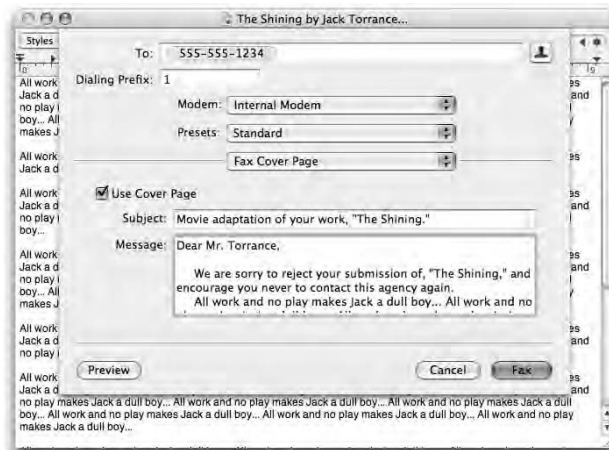 The Shining by Jack Torrance...
Styles
To: 555-555-1234
Dialing Prefix: 1
Modem: Internal Modem
Presets: Standard
Fax Cover Page
Use Cover Page
Subject: Movie adaptation of your work, "The Shining."
Message: Dear Mr. Torrance,
We are sorry to reject your submission of, "The Shining," and
encourage you never to contact this agency again.
All work and no play makes Jack a dull boy... All work and no
Preview
Cancel
Fax
All work
Jack a d
no play
boy...
makes J
All work
Jack a d
All work
Jack a d
no play
boy...
All work
Jack a d
no play
boy... All
makes J
All work
Jack a d
no play
All work
Jack a d
no play makes Jack a dull boy... All work and no play makes Jack a dull boy... All work and no play makes Jack a dull
boy... All work and no play makes Jack a dull boy... All work and no play makes Jack a dull boy... All work and no play
makes Jack a dull boy...